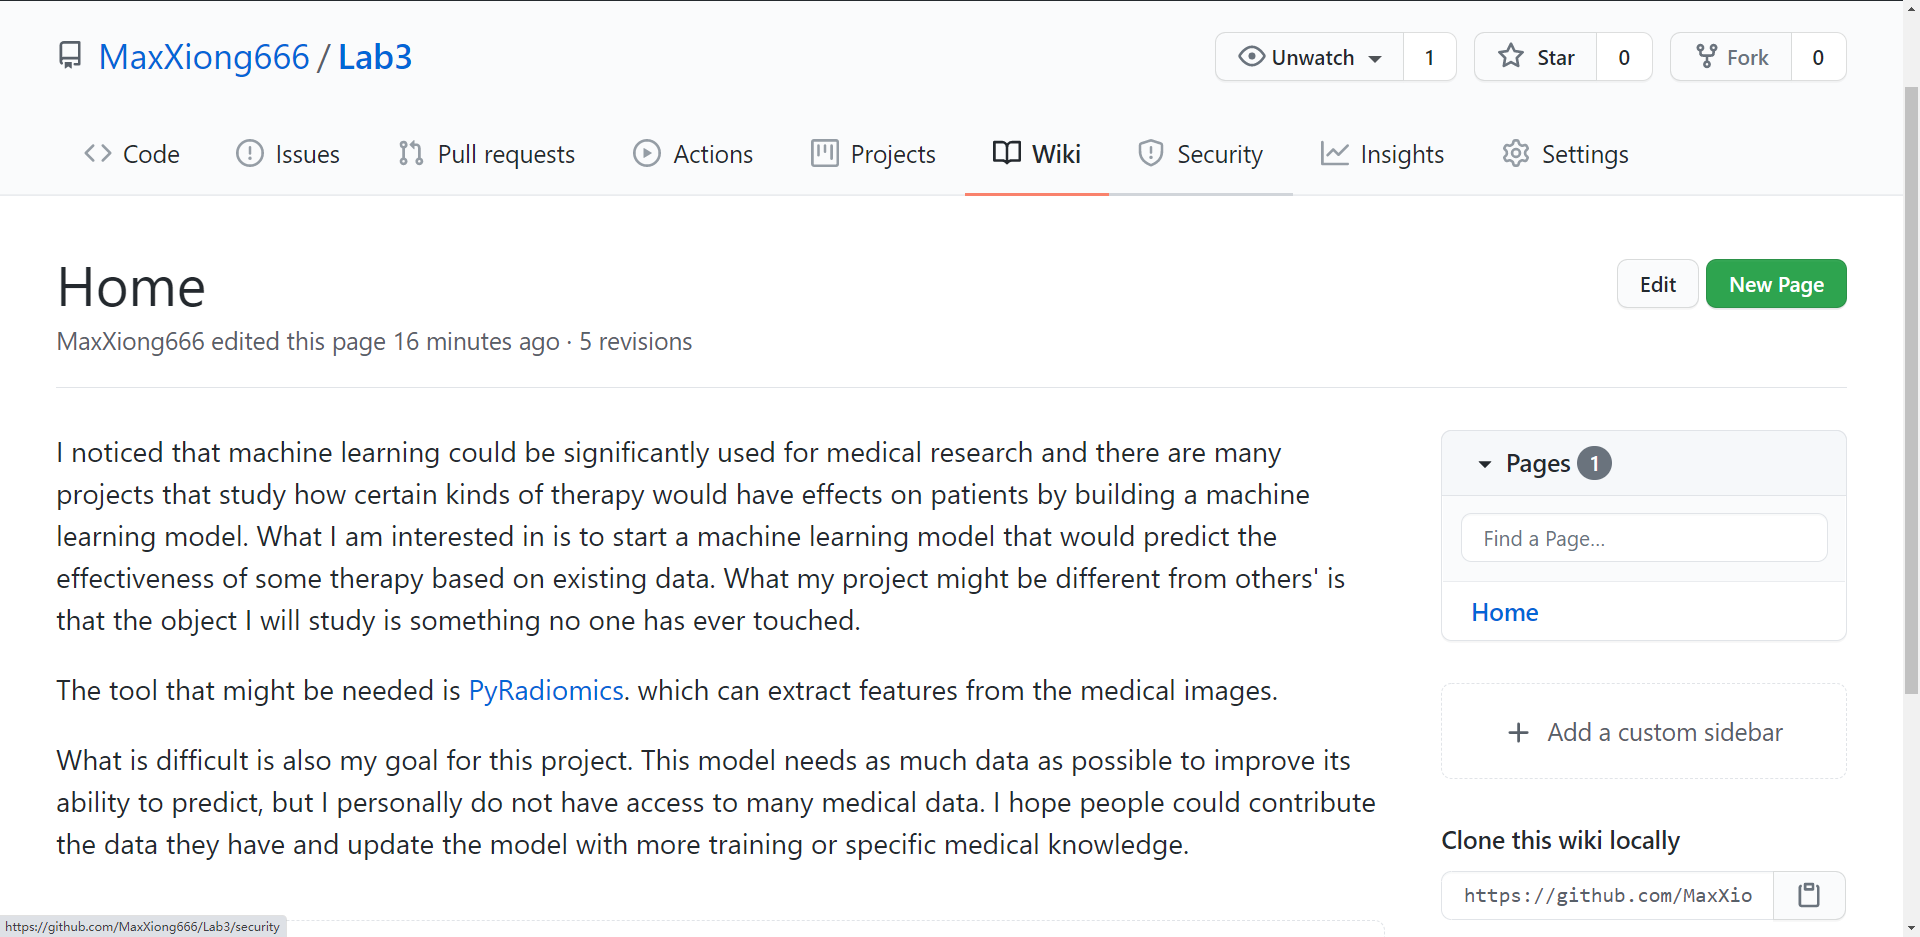 MaxXiong666 / Lab3
Unwatch 1
Star 0
Fork 0
Code
Issues
Pull requests
Actions
Projects
Wiki
Security
Insights
Settings
Home
Edit
New Page
MaxXiong666 edited this page 16 minutes ago · 5 revisions
I noticed that machine learning could be significantly used for medical research and there are many
projects that study how certain kinds of therapy would have effects on patients by building a machine
learning model. What I am interested in is to start a machine learning model that would predict the
effectiveness of some therapy based on existing data. What my project might be different from others' is
that the object I will study is something no one has ever touched.
The tool that might be needed is PyRadiomics. which can extract features from the medical images.
What is difficult is also my goal for this project. This model needs as much data as possible to improve its
ability to predict, but I personally do not have access to many medical data. I hope people could contribute
the data they have and update the model with more training or specific medical knowledge.
Pages 1
Find a Page...
Home
Add a custom sidebar
Clone this wiki locally
https://github.com/MaxXio
https://github.com/MaxXiong666/Lab3/security